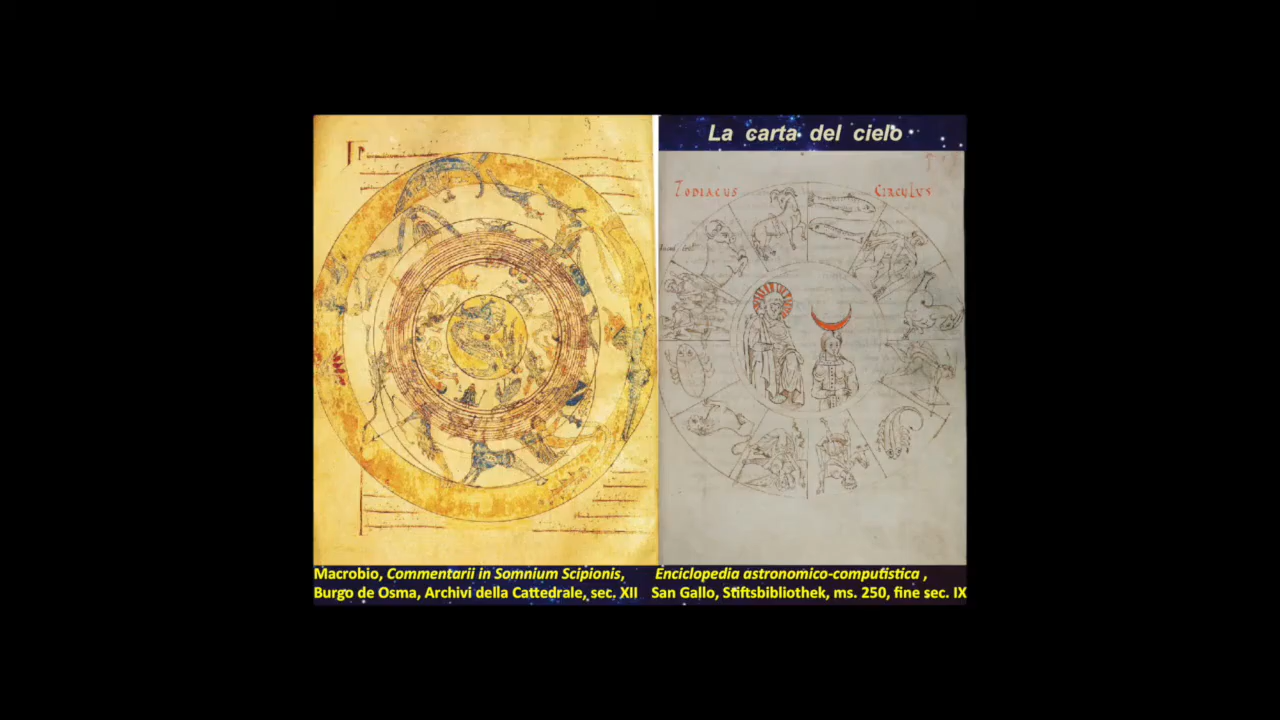 La carta del cielo
ZODIACUS CIRCULUS
Macrobio, Commentarii in Somnium Scipionis,
Burgo de Osma, Archivi della Cattedrale, sec. XII
Enciclopedia astronomico-computistica ,
San Gallo, Stiftsbibliothek, ms. 250, fine sec. IX